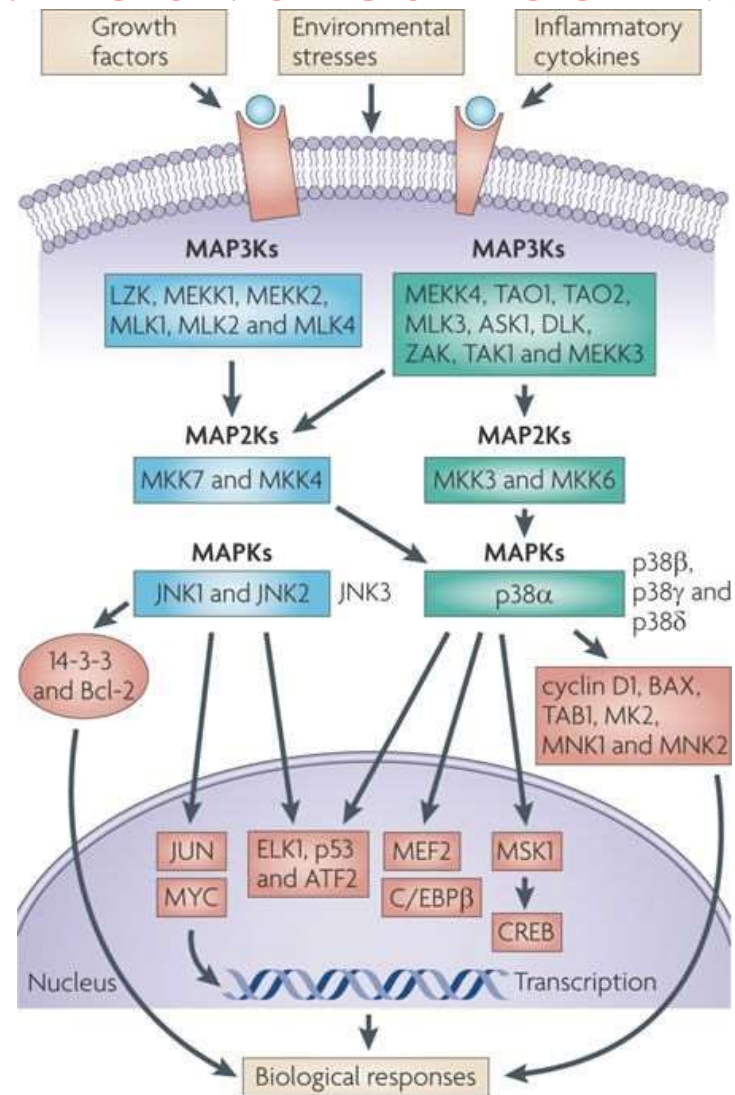 Growth
factors
Environmental
stresses
Inflammatory
cytokines
MAP3Ks
MAP3Ks
LZK, MEKK1, MEKK2,
MLK1, MLK2 and MLK4
MEKK4, TAO1, TAO2,
MLK3, ASK1, DLK,
ZAK, TAK1 and MEKK3
MAP2Ks
MAP2Ks
MKK7 and MKK4
MKK3 and MKK6
MAPKs
MAPKs
JNK1 and JNK2
JNK3
p38α
p38β,
p38γ and
p38δ
14-3-3
and Bcl-2
cyclin D1, BAX,
TAB1, MK2,
MNK1 and MNK2
JUN
MYC
ELK1, p53
and ATF2
MEF2
C/EBPβ
MSK1
CREB
Nucleus
Transcription
Biological responses